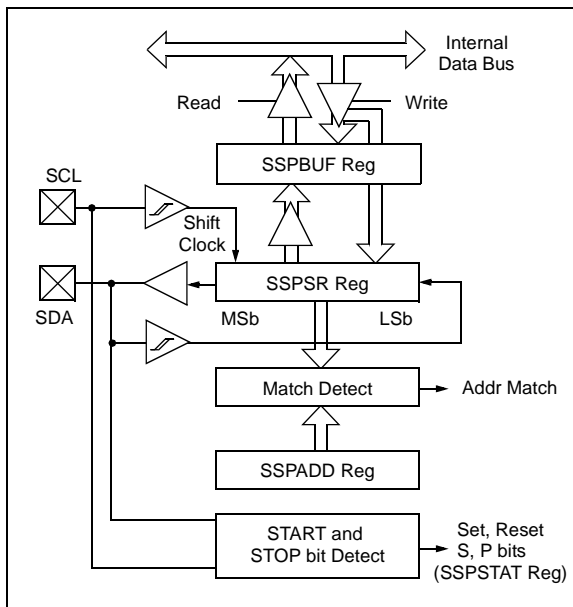 Internal
Data Bus
Read
Write
SSPBUF Reg
SCL
Shift
Clock
SSPSR Reg
SDA
MSb
LSb
Match Detect
Addr Match
SSPADD Reg
START and
STOP bit Detect
Set, Reset
S, P bits
(SSPSTAT Reg)